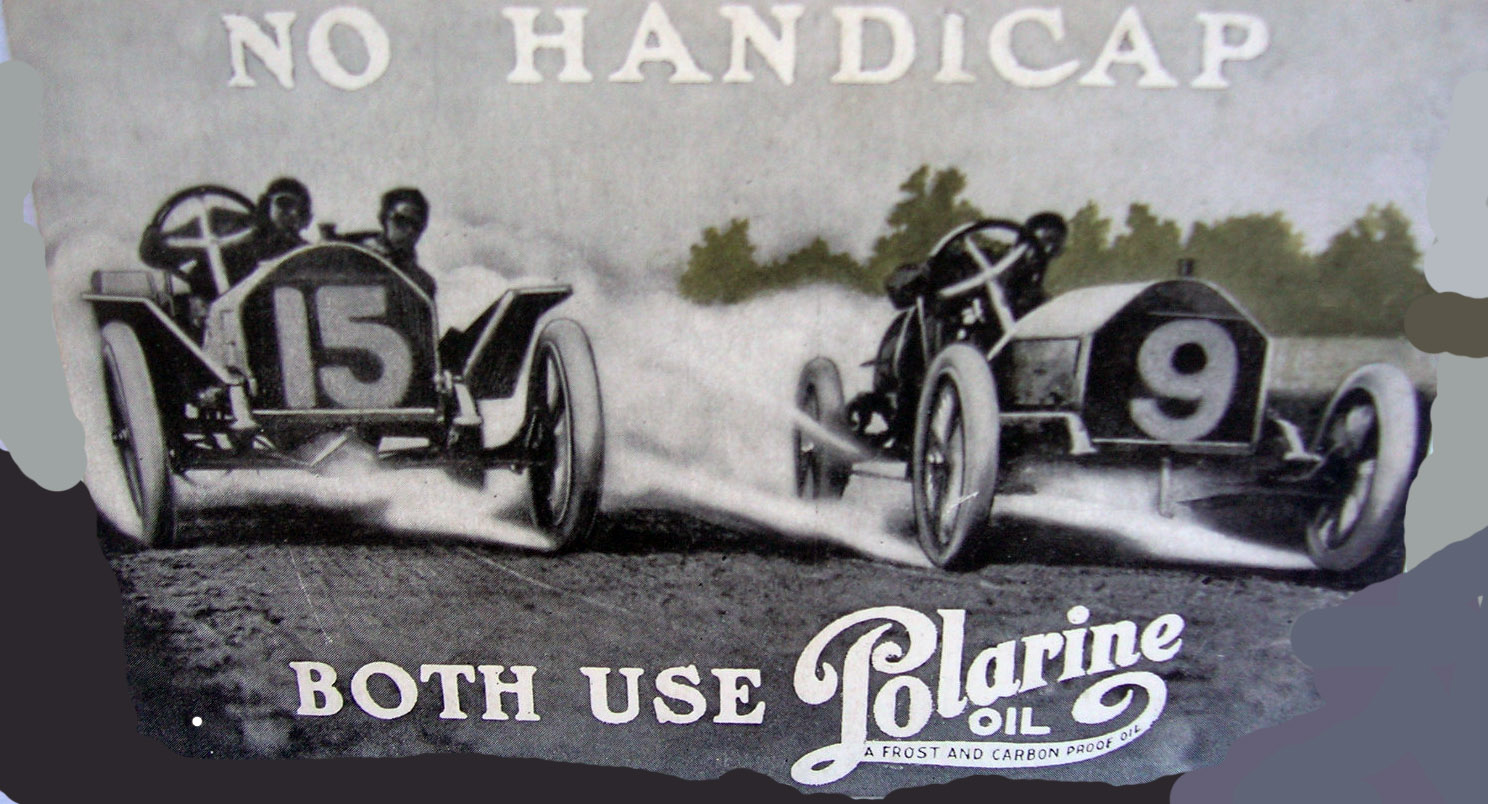 NO HANDICAP
15
9
BOTH USE Polarine
OIL
A FROST AND CARBON PROOF OIL